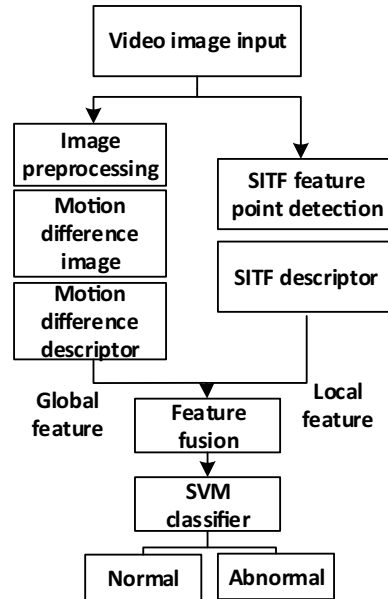 Video image input
Image
preprocessing
Motion
difference
image
Motion
difference
descriptor
SITF feature
point detection
SITF descriptor
Global
feature
Local
feature
Feature
fusion
SVM
classifier
Normal
Abnormal